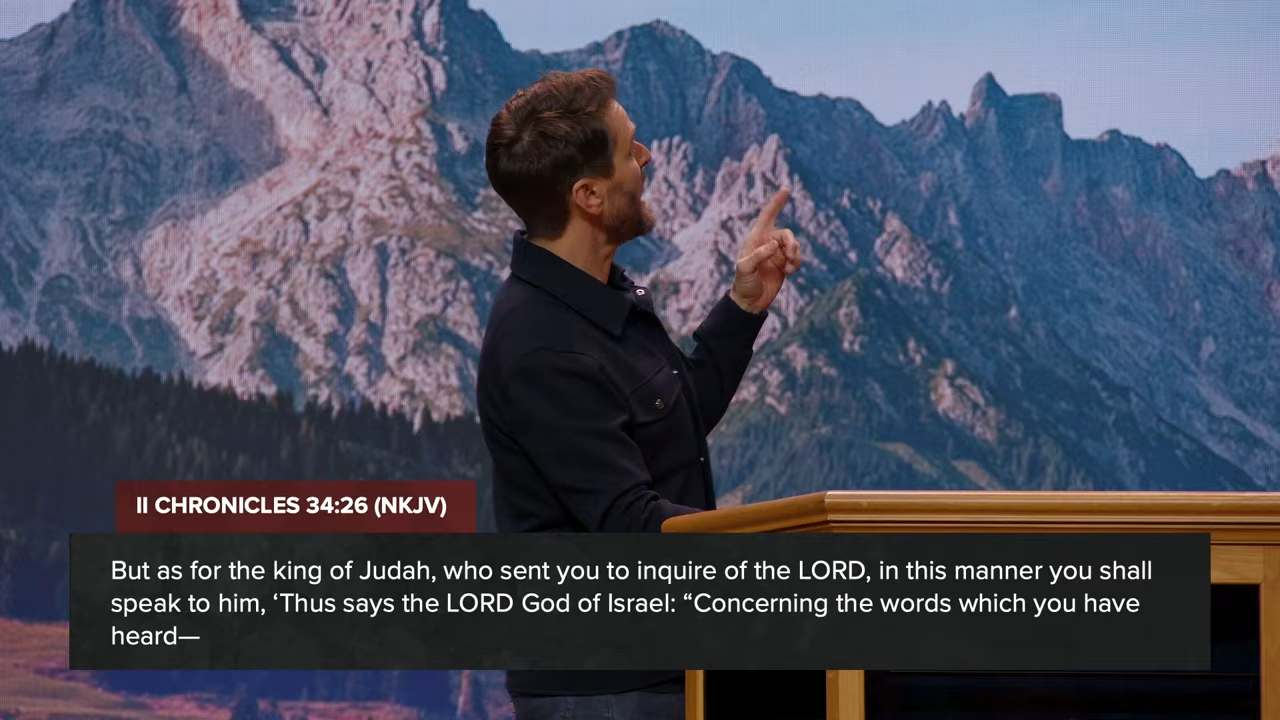 II CHRONICLES 34:26 (NKJV)
But as for the king of Judah, who sent you to inquire of the LORD, in this manner you shall
speak to him, ‘Thus says the LORD God of Israel: “Concerning the words which you have
heard—